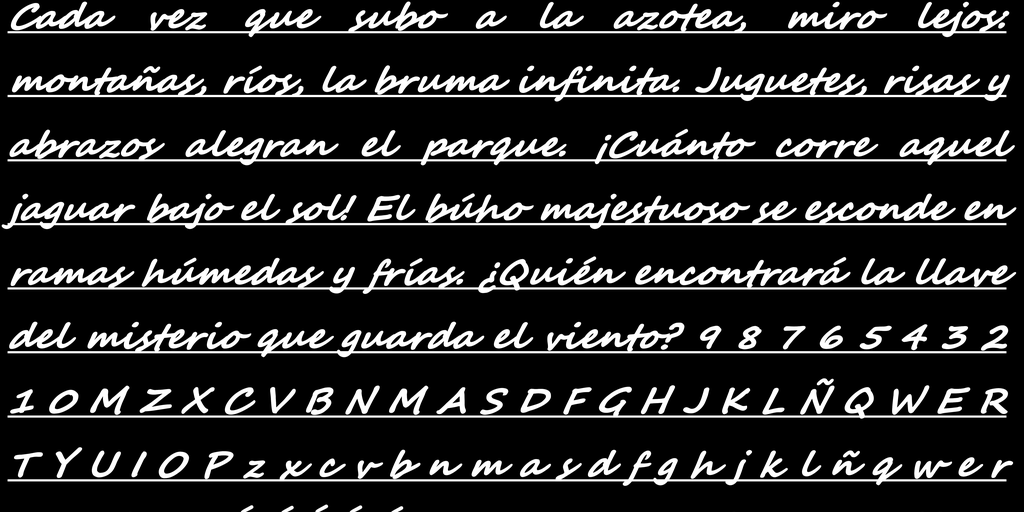 Cada vez que subo a la azotea, miro lejos:
montañas, ríos, la bruma infinita. Juguetes, risas y
abrazos alegran el parque. ¡Cuánto corre aquel
jaguar bajo el sol! El búho majestuoso se esconde en
ramas húmedas y frías. ¿Quién encontrará la llave
del misterio que guarda el viento? 9 8 7 6 5 4 3 2
1 0 M Z X C V B N M A S D F G H J K L Ñ Q W E R
T Y U I O P z x c v b n m a s d f g h j k l ñ q w e r